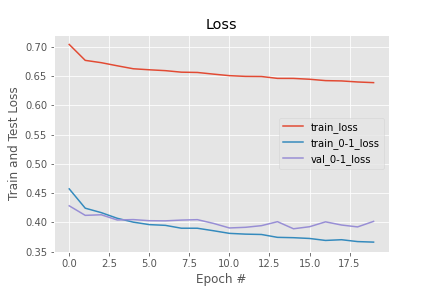 Loss
0.70
0.65
0.60
0.55
0.50
0.45
0.40
0.35
Train and Test Loss
train_loss
train_0-1_loss
val_0-1_loss
0.0 2.5 5.0 7.5 10.0 12.5 15.0 17.5
Epoch #